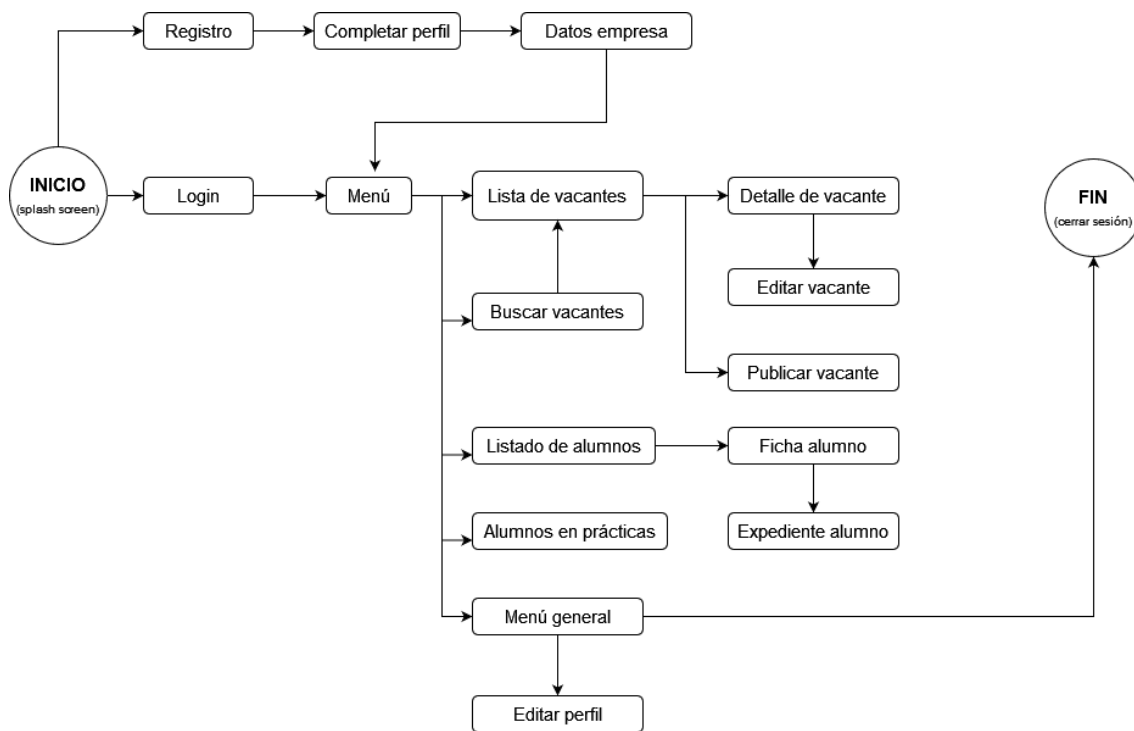 Registro
Completar perfil
Datos empresa
INICIO
(splash screen)
Login
Menú
Lista de vacantes
Detalle de vacante
FIN
(cerrar sesión)
Editar vacante
Buscar vacantes
Publicar vacante
Listado de alumnos
Ficha alumno
Alumnos en prácticas
Expediente alumno
Menú general
Editar perfil